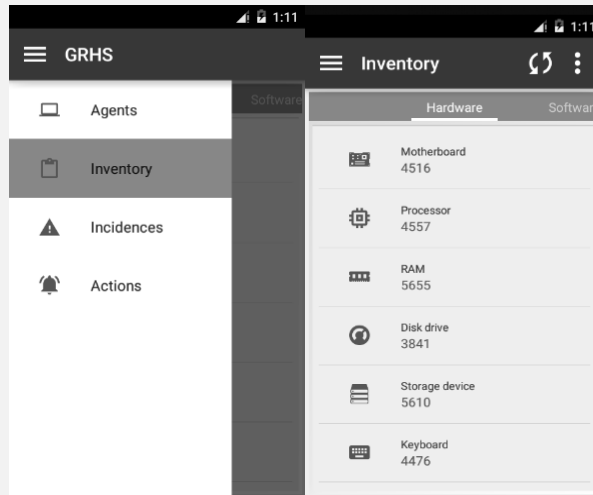 1:11
GRHS
Agents
Software
Inventory
Incidences
Actions
1:11
Inventory
Hardware
Softwar
Motherboard
4516
Processor
4557
RAM
5655
Disk drive
3841
Storage device
5610
Keyboard
4476